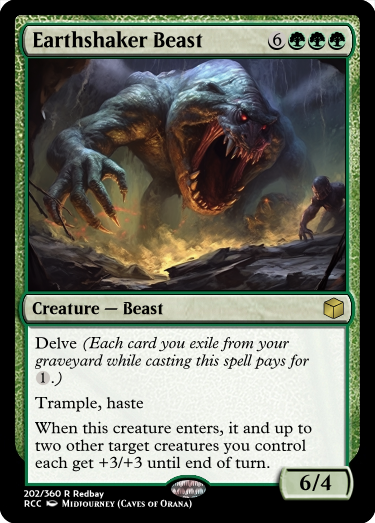 Earthshaker Beast 6
Creature — Beast
Delve (Each card you exile from your
graveyard while casting this spell pays for
1.)
Trample, haste
When this creature enters, it and up to
two other target creatures you control
each get +3/+3 until end of turn.
6/4
202/360 R Redbay
RCC Midjourney (Caves of Orana)